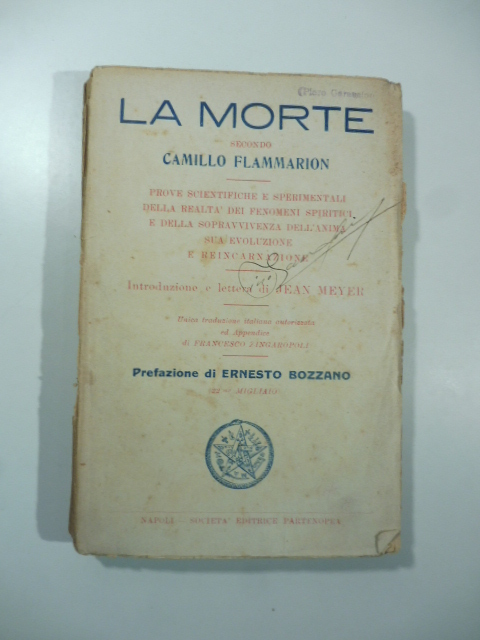 LA MORTE
SECONDO
CAMILLO FLAMMARION
PROVE SCIENTIFICHE E SPERIMENTALI
DELLA REALTA' DEI FENOMENI SPIRITICI
E DELLA SOPRAVVIVENZA DELL'ANIMA
SUA EVOLUZIONE
E REINCARNAZIONE
Introduzione e lettera di JEAN MEYER
Unica traduzione italiana autorizzata
ed Appendice
di FRANCESCO ZINGAROPOLI
Prefazione di ERNESTO BOZZANO
MIGLIAIO
NAPOLI - SOCIETA' EDITRICE PARTENOPEA